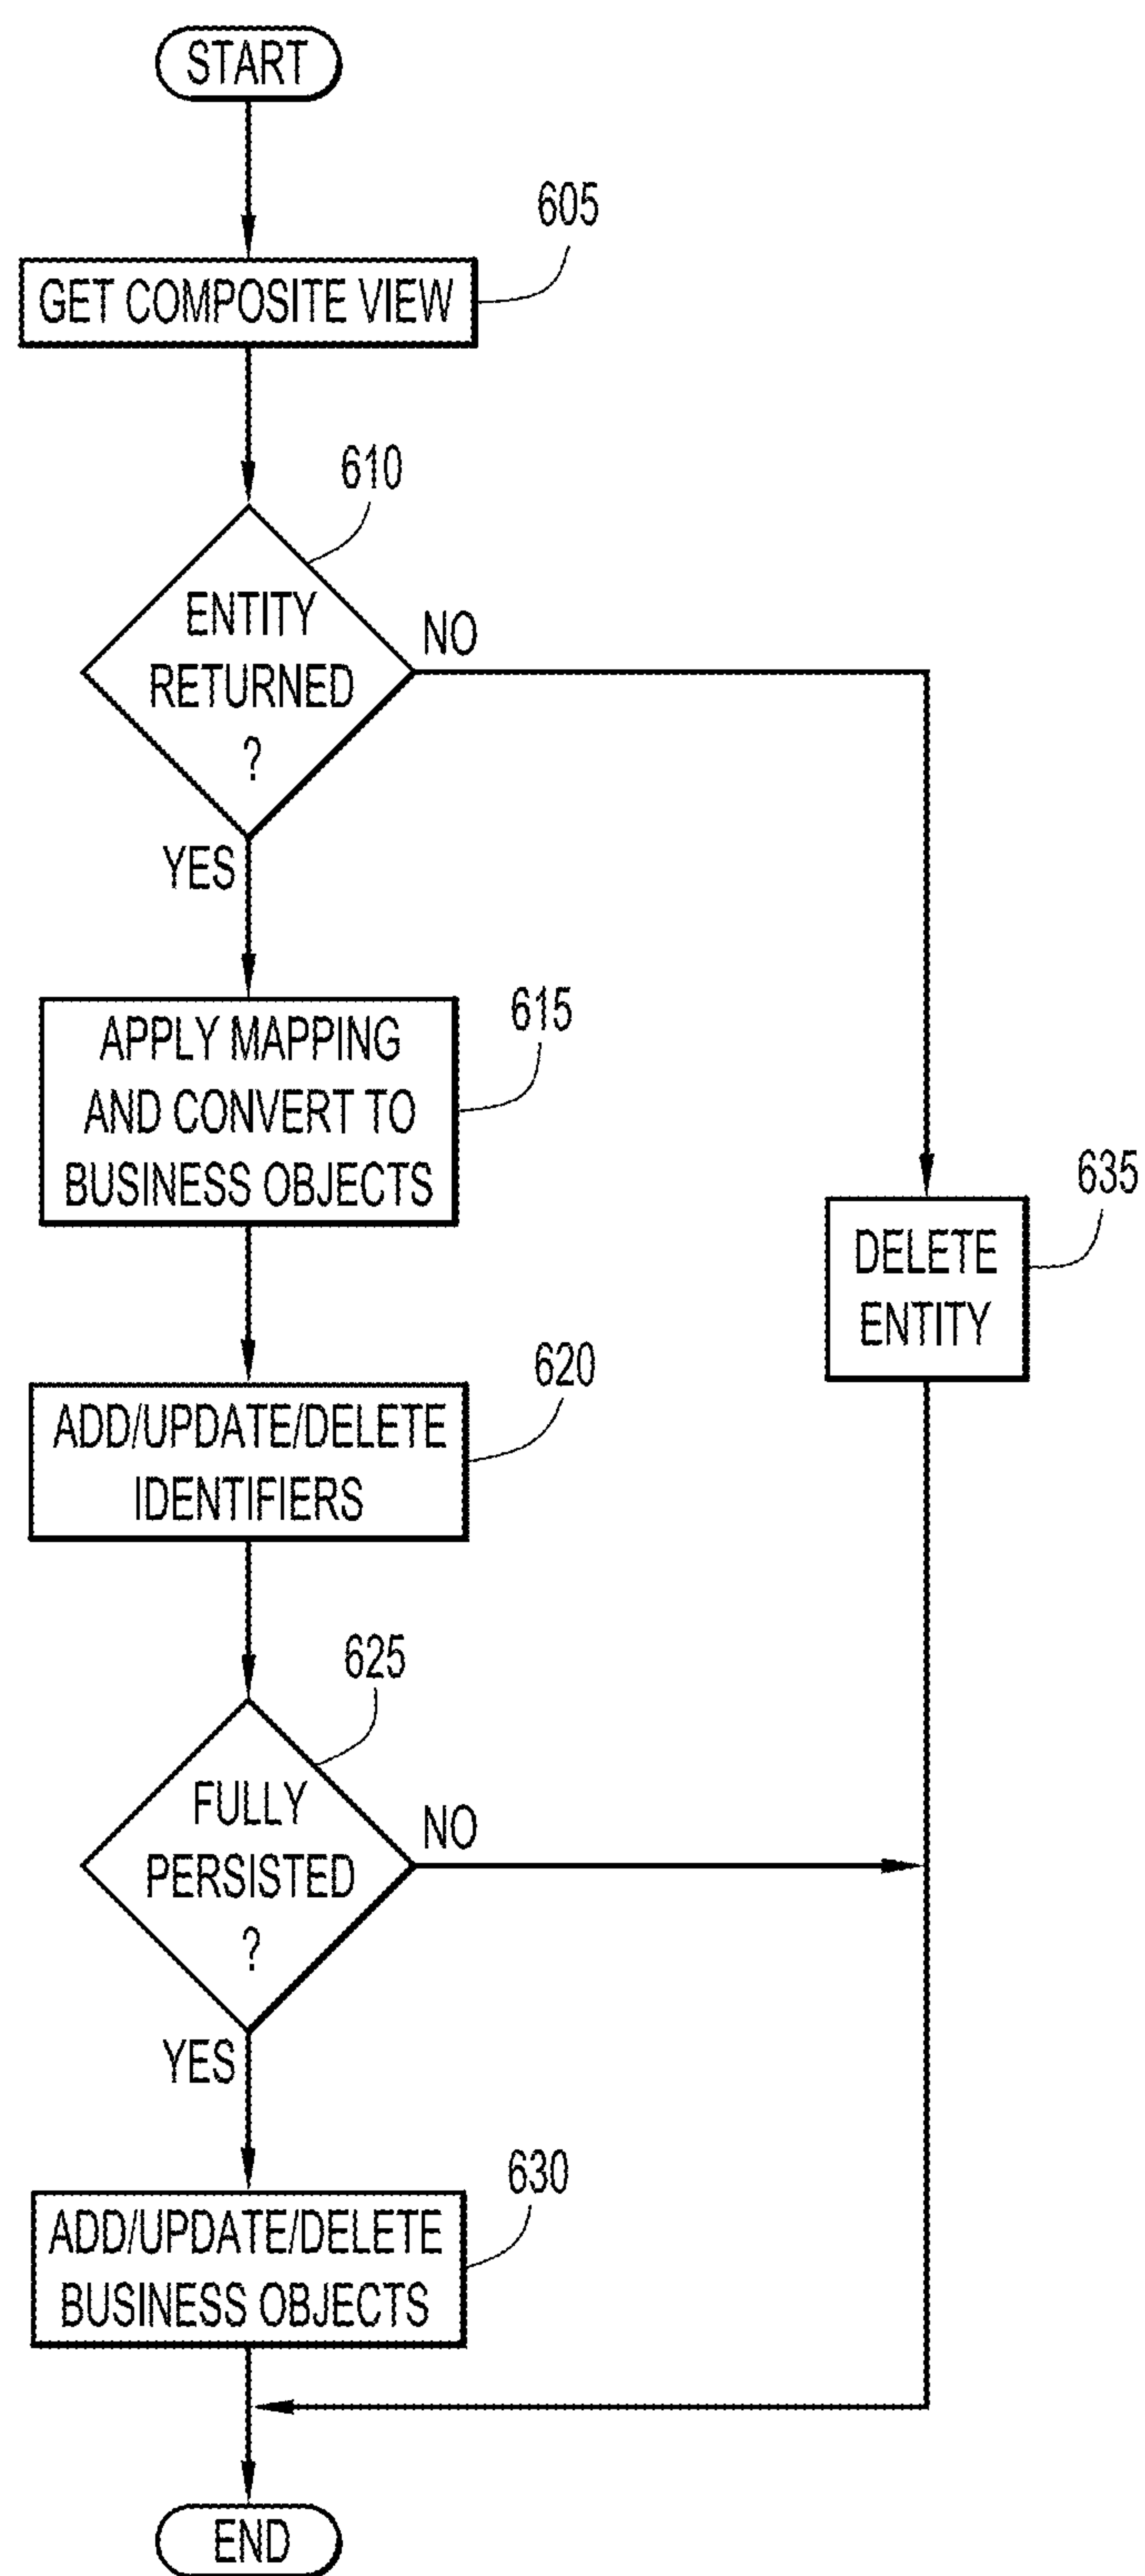 START
605
GET COMPOSITE VIEW
610
ENTITY
RETURNED
?
NO
YES
615
APPLY MAPPING
AND CONVERT TO
BUSINESS OBJECTS
635
DELETE
ENTITY
620
ADD/UPDATE/DELETE
IDENTIFIERS
625
FULLY
PERSISTED
?
NO
YES
630
ADD/UPDATE/DELETE
BUSINESS OBJECTS
END